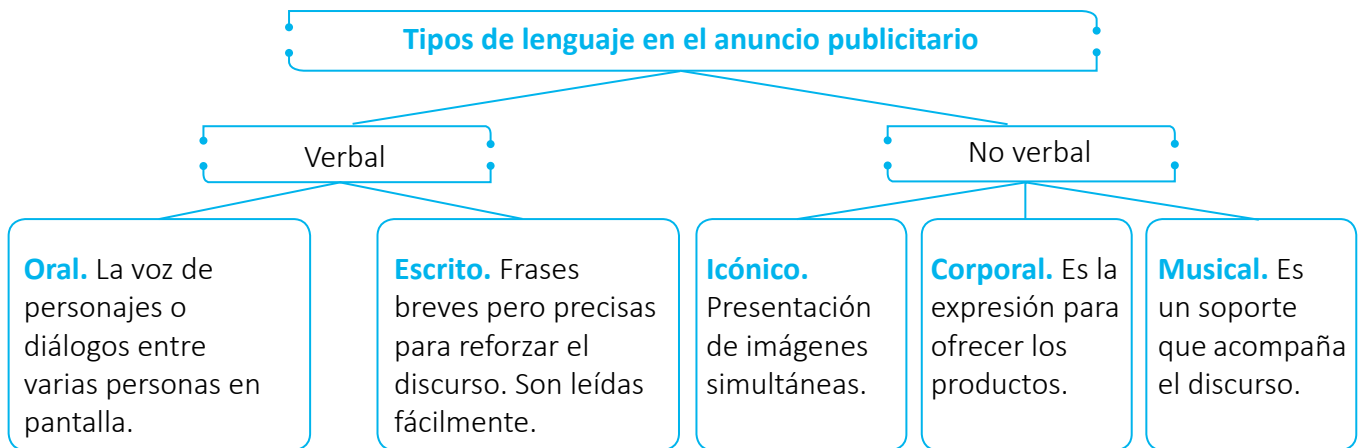 Tipos de lenguaje en el anuncio publicitario
Verbal
No verbal
Oral. La voz de
personajes o
diálogos entre
varias personas en
pantalla.
Escrito. Frases
breves pero precisas
para reforzar el
discurso. Son leídas
fácilmente.
Icónico.
Presentación
de imágenes
simultáneas.
Corporal. Es la
expresión para
ofrecer los
productos.
Musical. Es
un soporte
que acompaña
el discurso.